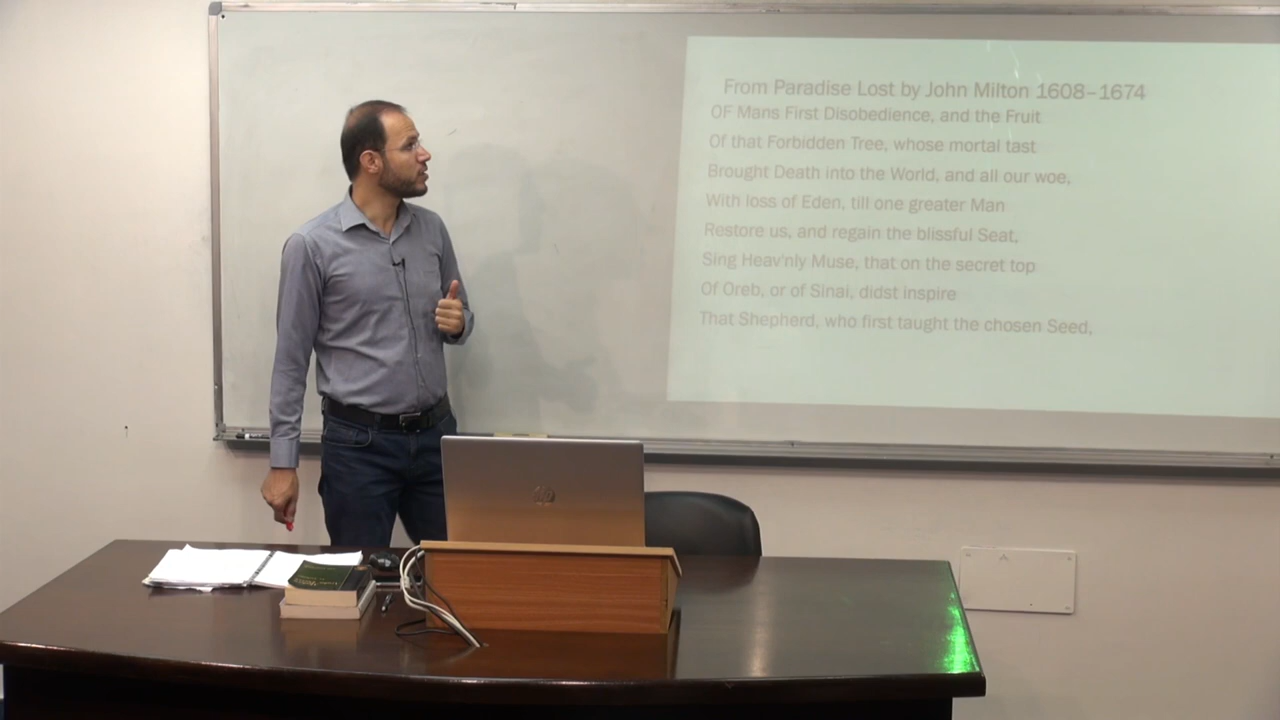 From Paradise Lost by John Milton 1608–1674
OF Mans First Disobedience, and the Fruit
Of that Forbidden Tree, whose mortal tast
Brought Death into the World, and all our woe,
With loss of Eden, till one greater Man
Restore us, and regain the blissful Seat,
Sing Heav'nly Muse, that on the secret top
Of Oreb, or of Sinai, didst inspire
That Shepherd, who first taught the chosen Seed,
hp